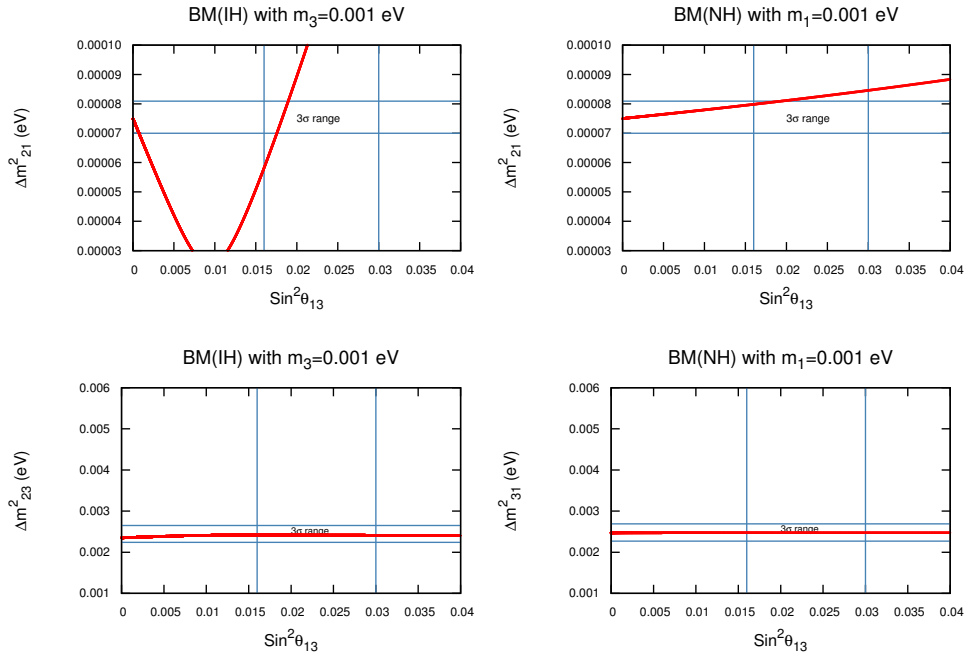 BM(IH) with m3=0.001 eV
Δm²21 (eV)
0.00010
0.00009
0.00008
0.00007
0.00006
0.00005
0.00004
0.00003
3σ range
0 0.005 0.01 0.015 0.02 0.025 0.03 0.035 0.04
Sin²θ13
BM(NH) with m1=0.001 eV
Δm²21 (eV)
0.00010
0.00009
0.00008
0.00007
0.00006
0.00005
0.00004
0.00003
3σ range
0 0.005 0.01 0.015 0.02 0.025 0.03 0.035 0.04
Sin²θ13
BM(IH) with m3=0.001 eV
Δm²23 (eV)
0.006
0.005
0.004
0.003
0.002
0.001
3σ range
0 0.005 0.01 0.015 0.02 0.025 0.03 0.035 0.04
Sin²θ13
BM(NH) with m1=0.001 eV
Δm²31 (eV)
0.006
0.005
0.004
0.003
0.002
0.001
3σ range
0 0.005 0.01 0.015 0.02 0.025 0.03 0.035 0.04
Sin²θ13